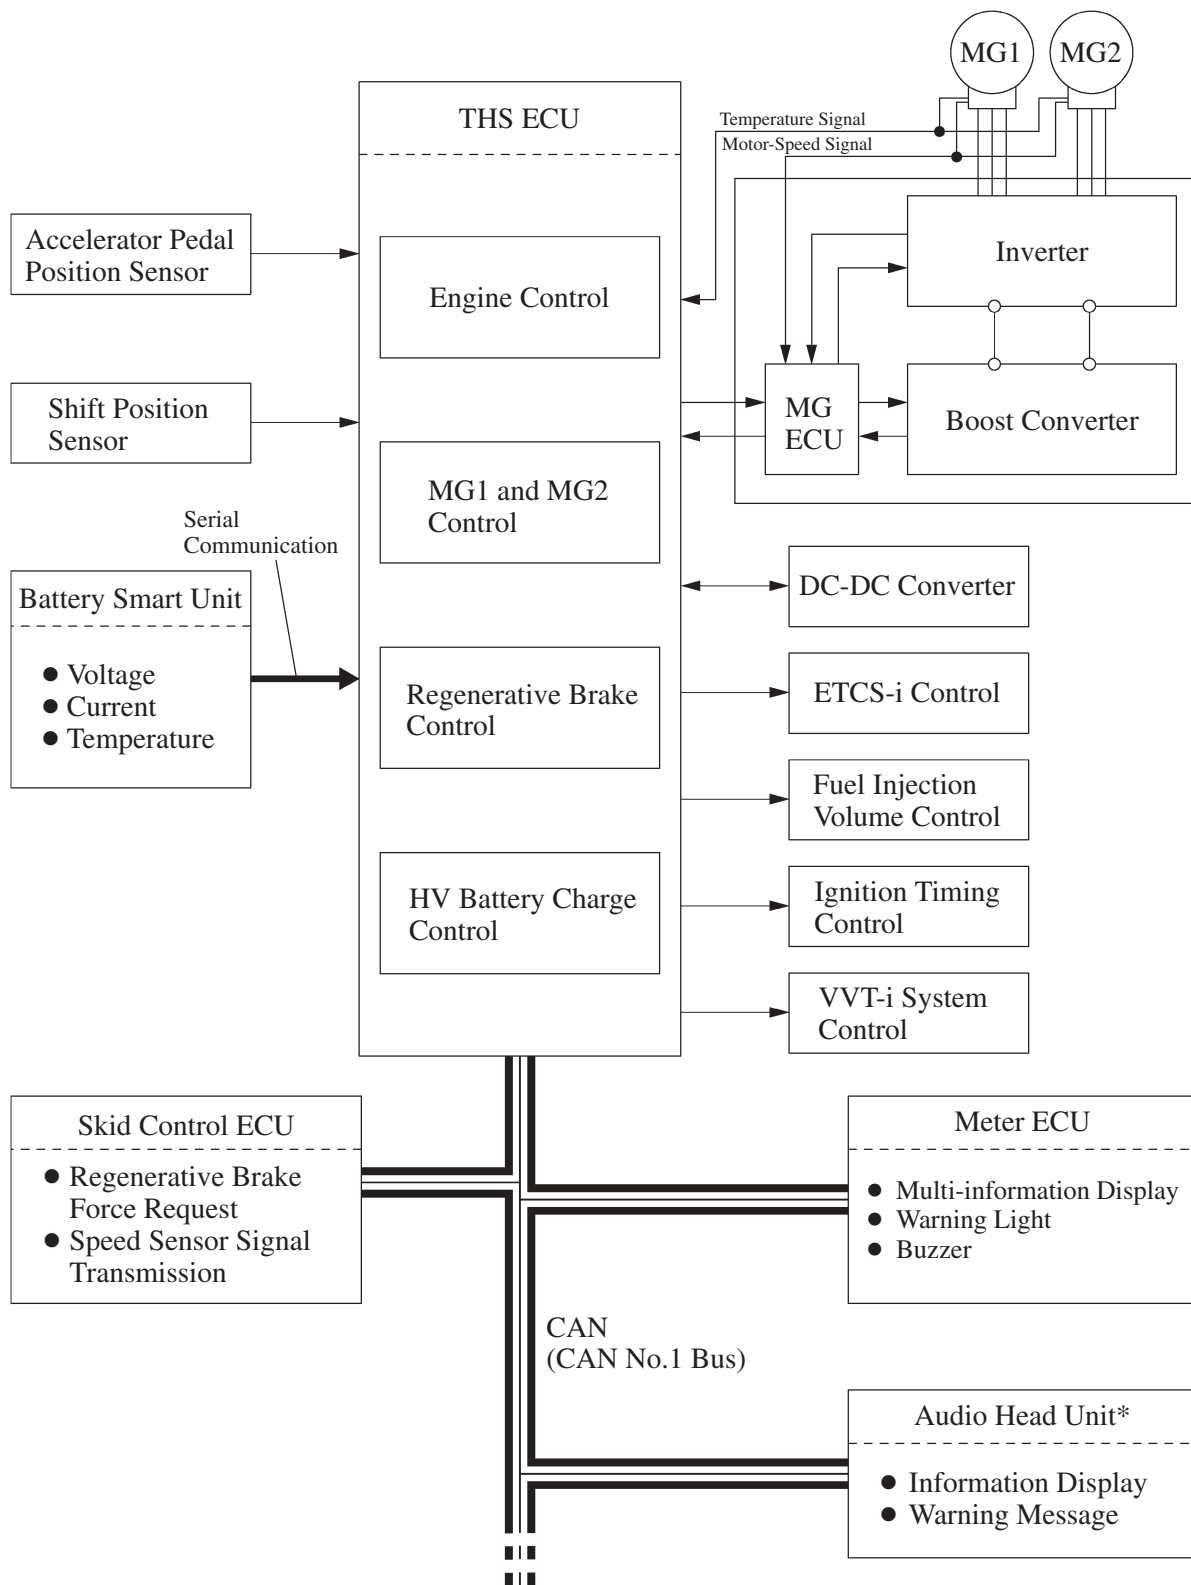 MG1
MG2
THS ECU
Temperature Signal
Motor-Speed Signal
Accelerator Pedal
Position Sensor
Engine Control
Inverter
Shift Position
Sensor
MG
ECU
Boost Converter
MG1 and MG2
Control
Serial
Communication
Battery Smart Unit
● Voltage
● Current
● Temperature
DC-DC Converter
Regenerative Brake
Control
ETCS-i Control
Fuel Injection
Volume Control
HV Battery Charge
Control
Ignition Timing
Control
VVT-i System
Control
Skid Control ECU
● Regenerative Brake
Force Request
● Speed Sensor Signal
Transmission
Meter ECU
● Multi-information Display
● Warning Light
● Buzzer
CAN
(CAN No.1 Bus)
Audio Head Unit*
● Information Display
● Warning Message